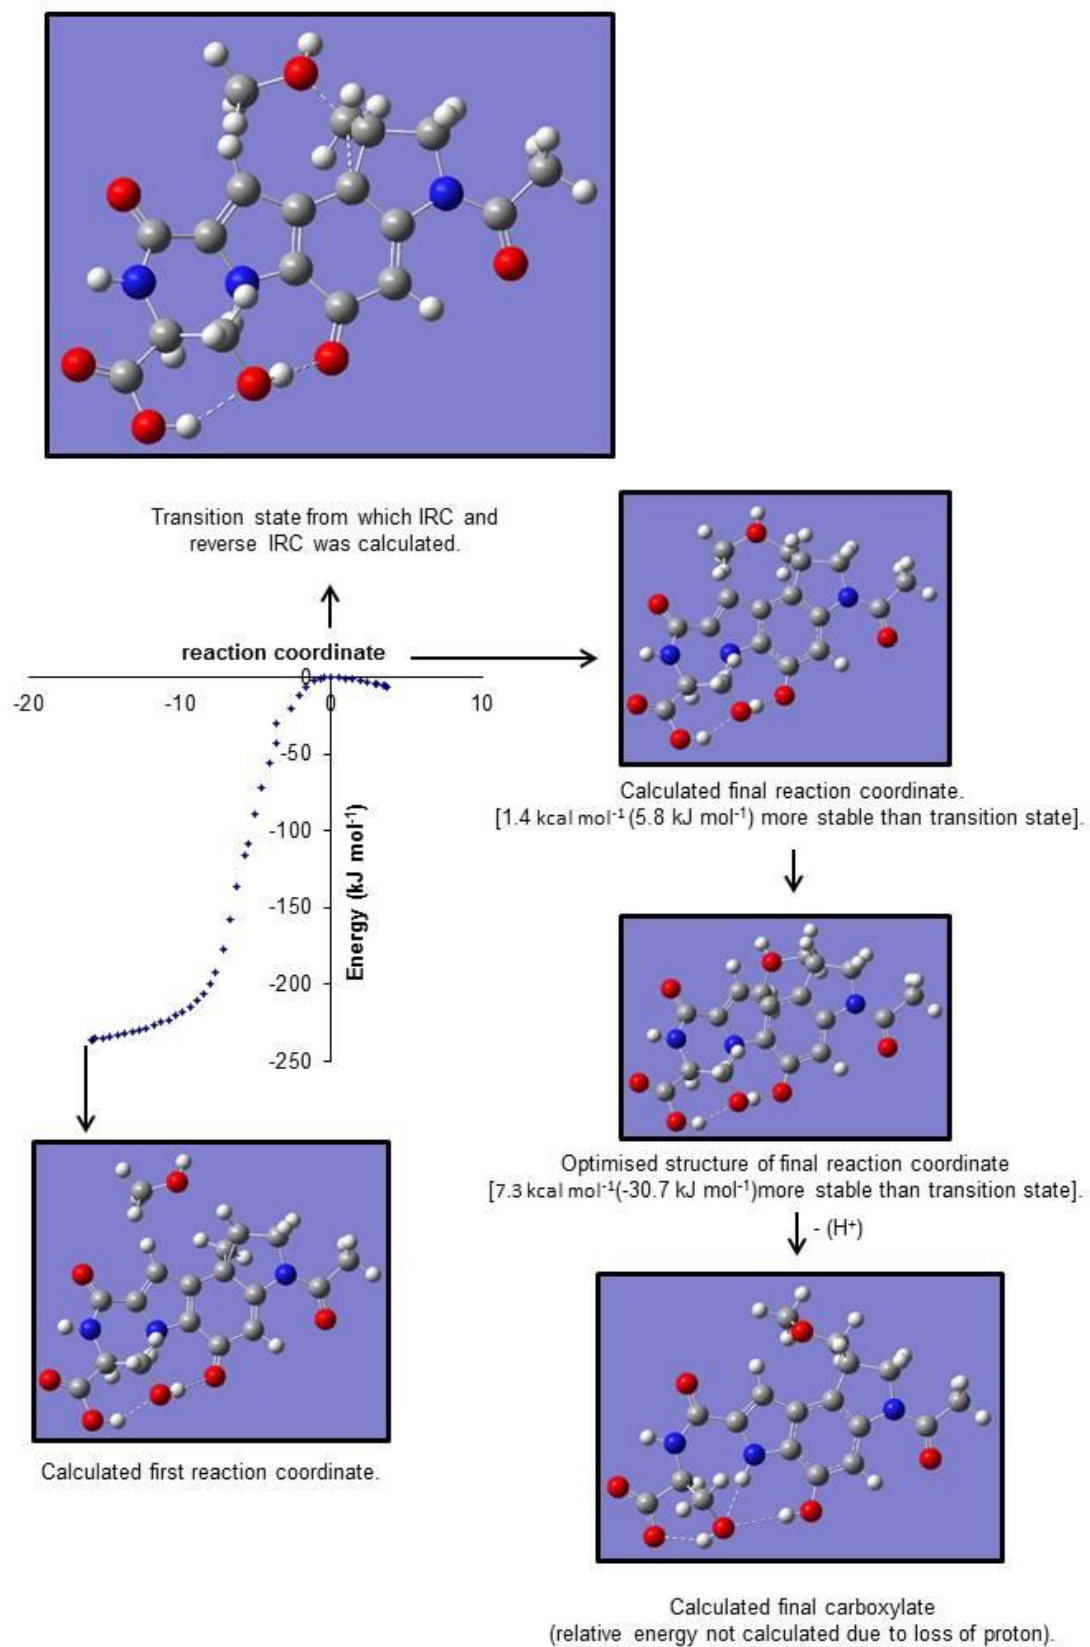 Transition state from which IRC and
reverse IRC was calculated.
reaction coordinate
-20
-10
0
0
10
-50
-100
-150
-200
-250
Energy (kJ mol-1)
Calculated final reaction coordinate.
[1.4 kcal mol-1 (5.8 kJ mol-1) more stable than transition state].
Optimised structure of final reaction coordinate
[7.3 kcal mol-1(-30.7 kJ mol-1)more stable than transition state].
- (H+)
Calculated first reaction coordinate.
Calculated final carboxylate
(relative energy not calculated due to loss of proton).